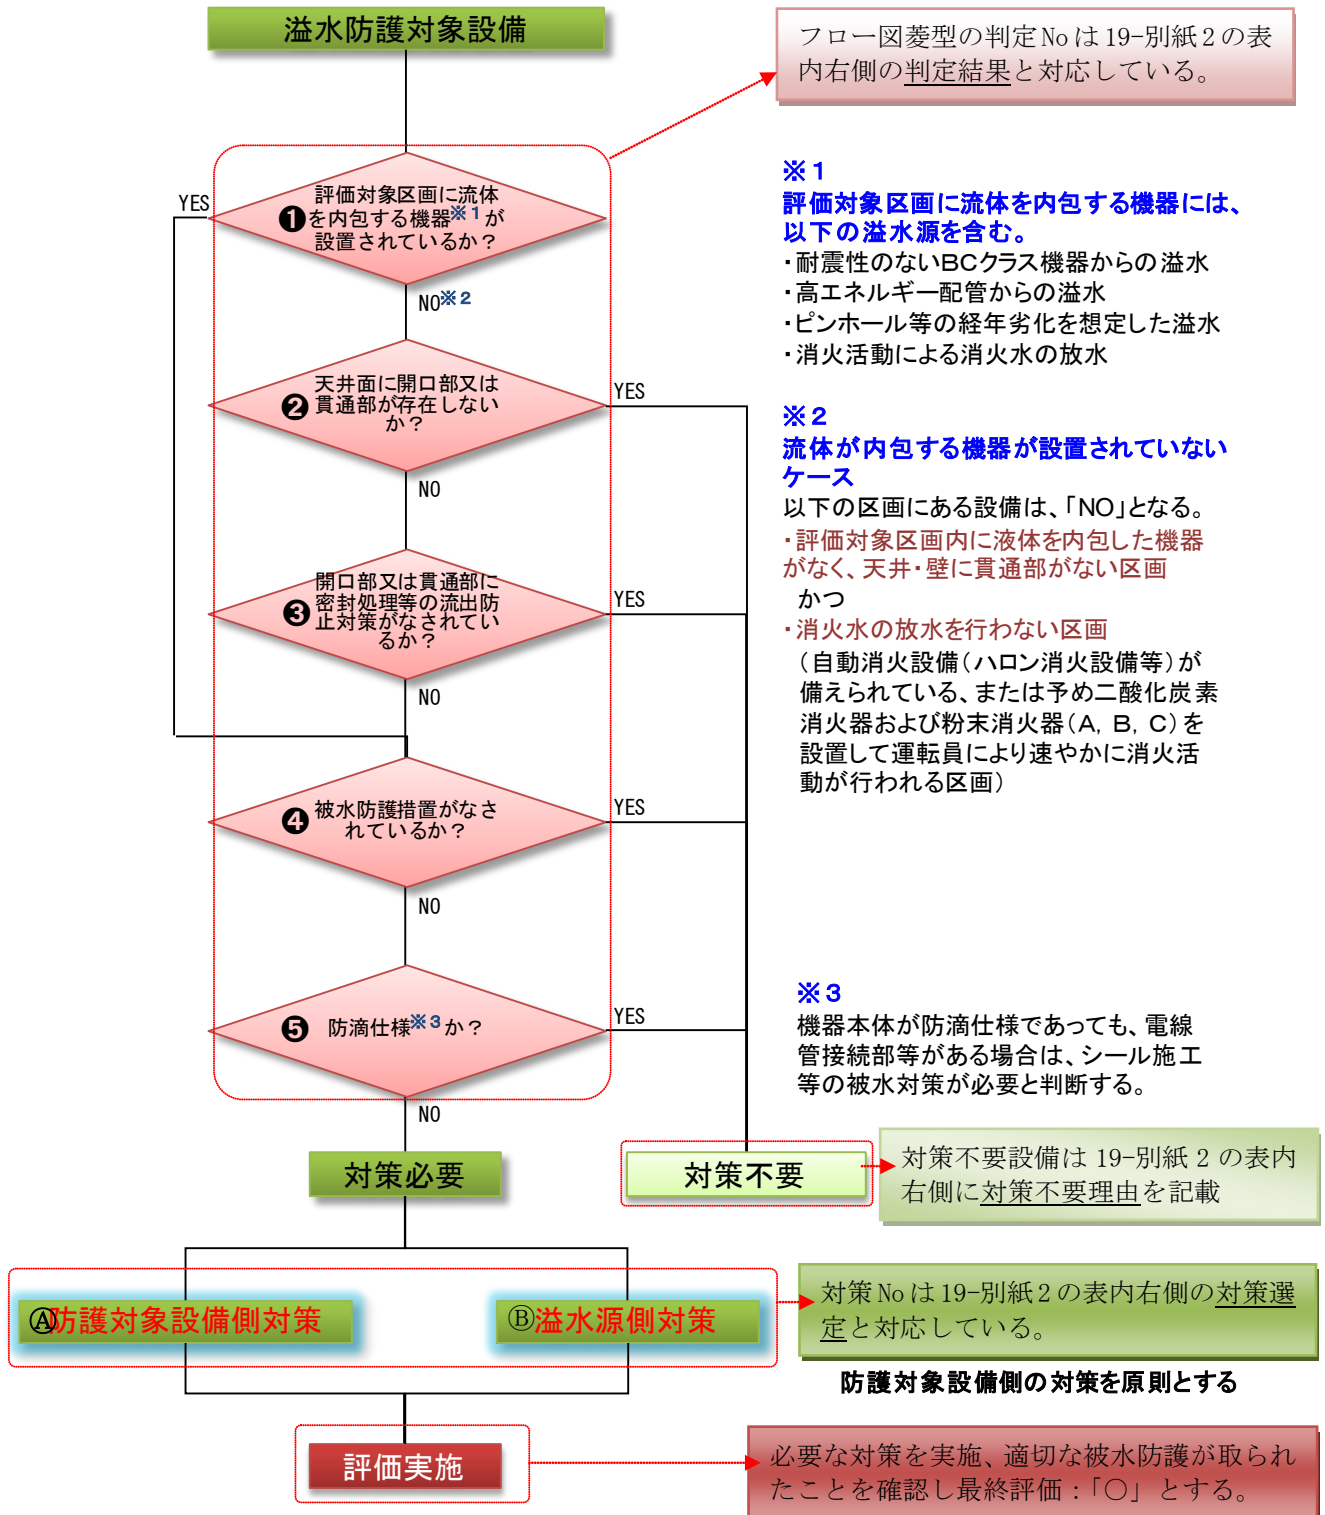 溢水防護対象設備
フロー図菱型の判定 No は 19-別紙 2 の表
内右側の判定結果と対応している。
YES
❶
評価対象区画に流体
を内包する機器※1が
設置されているか？
NO※2
❷
天井面に開口部又は
貫通部が存在しない
か？
YES
NO
❸
開口部又は貫通部に
密封処理等の流出防
止対策がなされてい
るか？
YES
NO
❹
被水防護措置がなさ
れているか？
YES
NO
❺ 防滴仕様※3か？
YES
NO
※1
評価対象区画に流体を内包する機器には、
以下の溢水源を含む。
・耐震性のないBCクラス機器からの溢水
・高エネルギー配管からの溢水
・ピンホール等の経年劣化を想定した溢水
・消火活動による消火水の放水
※2
流体が内包する機器が設置されていない
ケース
以下の区画にある設備は、「NO」となる。
・評価対象区画内に液体を内包した機器
がなく、天井・壁に貫通部がない区画
かつ
・消火水の放水を行わない区画
（自動消火設備（ハロン消火設備等）が
備えられている、または予め二酸化炭素
消火器および粉末消火器（A，B，C）を
設置して運転員により速やかに消火活
動が行われる区画）
※3
機器本体が防滴仕様であっても、電線
管接続部等がある場合は、シール施工
等の被水対策が必要と判断する。
対策必要
対策不要
対策不要設備は 19-別紙 2 の表内
右側に対策不要理由を記載
Ⓐ防護対象設備側対策
Ⓑ溢水源側対策
対策 No は 19-別紙 2 の表内右側の対策選
定と対応している。
防護対象設備側の対策を原則とする
評価実施
必要な対策を実施、適切な被水防護が取られ
たことを確認し最終評価：「○」とする。